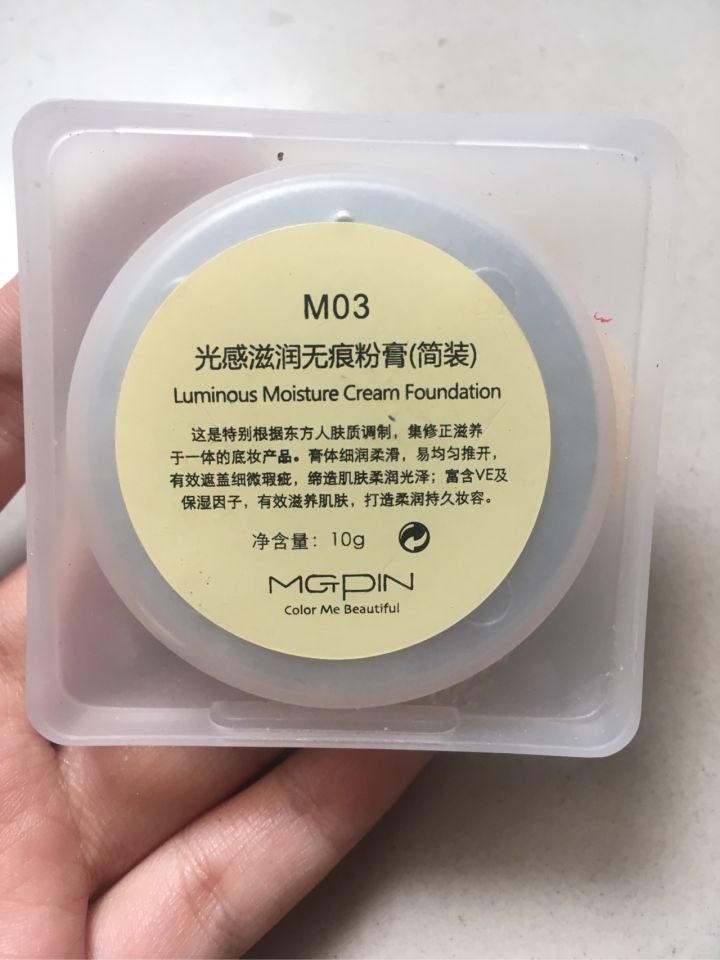 M03
光感滋润无痕粉膏(简装)
Luminous Moisture Cream Foundation
这是特别根据东方人肤质调制，集修正滋养
于一体的底妆产品。膏体细润柔滑，易均匀推开，
有效遮盖细微瑕疵，缔造肌肤柔润光泽；富含VE及
保湿因子，有效滋养肌肤，打造柔润持久妆容。
净含量：10g
MGPIN
Color Me Beautiful